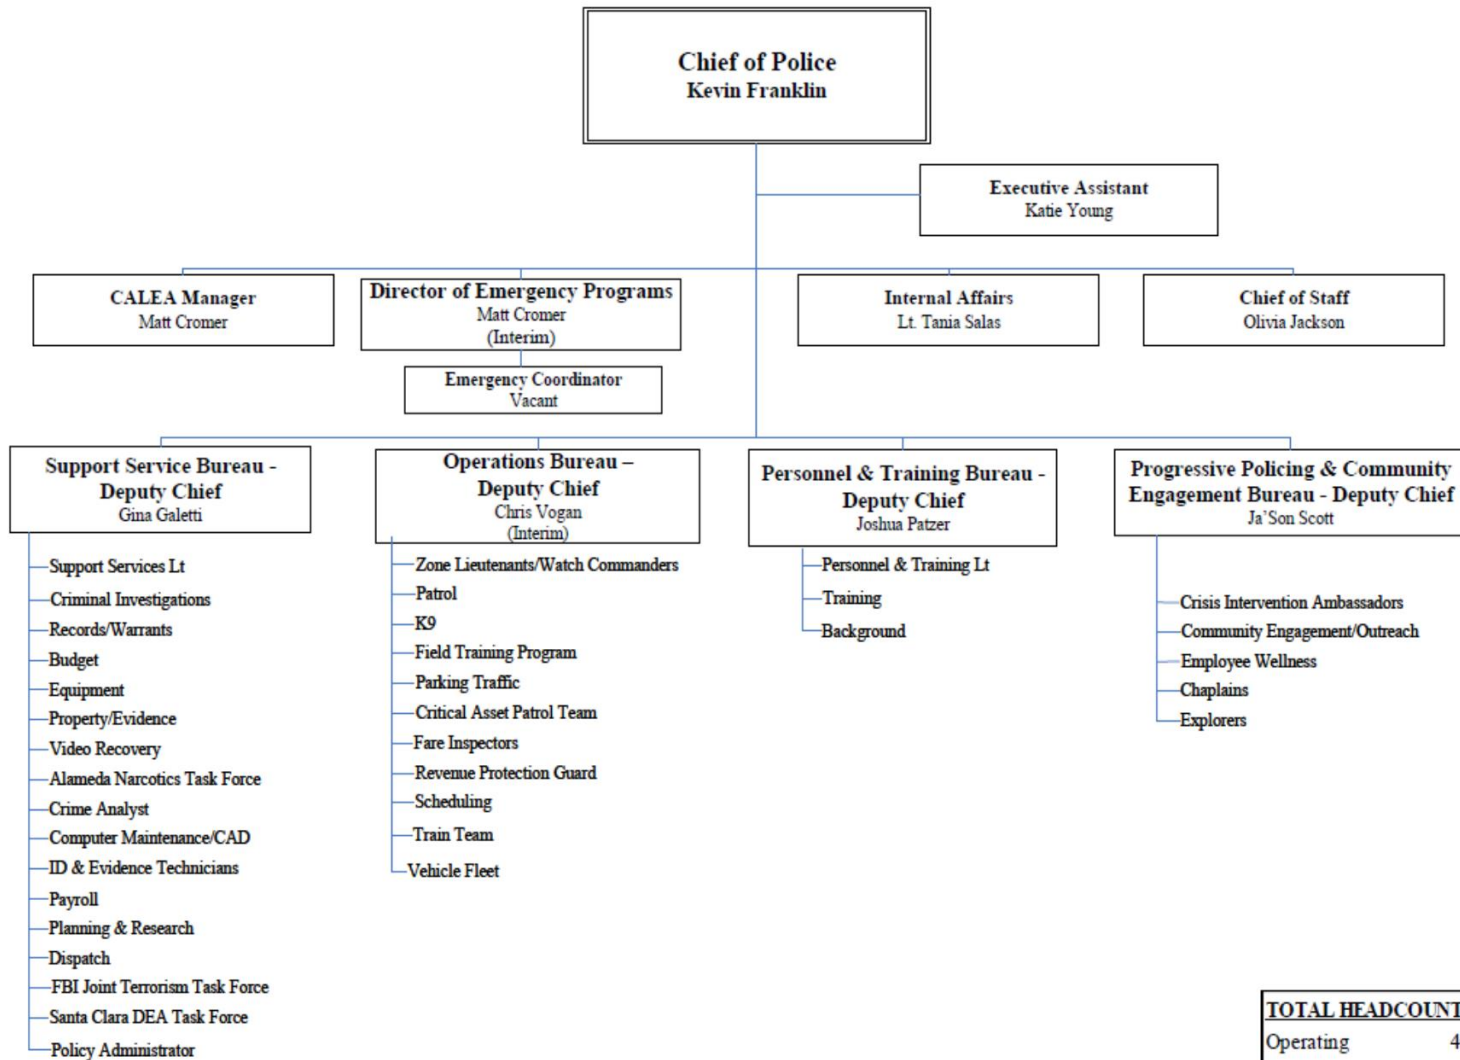 Chief of Police
Kevin Franklin
Executive Assistant
Katie Young
CALEA Manager
Matt Cromer
Director of Emergency Programs
Matt Cromer
(Interim)
Internal Affairs
Lt. Tania Salas
Chief of Staff
Olivia Jackson
Emergency Coordinator
Vacant
Support Service Bureau -
Deputy Chief
Gina Galetti
Operations Bureau –
Deputy Chief
Chris Vogan
(Interim)
Personnel & Training Bureau -
Deputy Chief
Joshua Patzer
Progressive Policing & Community
Engagement Bureau - Deputy Chief
Ja’Son Scott
Support Services Lt
Criminal Investigations
Records/Warrants
Budget
Equipment
Property/Evidence
Video Recovery
Alameda Narcotics Task Force
Crime Analyst
Computer Maintenance/CAD
ID & Evidence Technicians
Payroll
Planning & Research
Dispatch
FBI Joint Terrorism Task Force
Santa Clara DEA Task Force
Policy Administrator
Zone Lieutenants/Watch Commanders
Patrol
K9
Field Training Program
Parking Traffic
Critical Asset Patrol Team
Fare Inspectors
Revenue Protection Guard
Scheduling
Train Team
Vehicle Fleet
Personnel & Training Lt
Training
Background
Crisis Intervention Ambassadors
Community Engagement/Outreach
Employee Wellness
Chaplains
Explorers
TOTAL HEADCOUNT
Operating